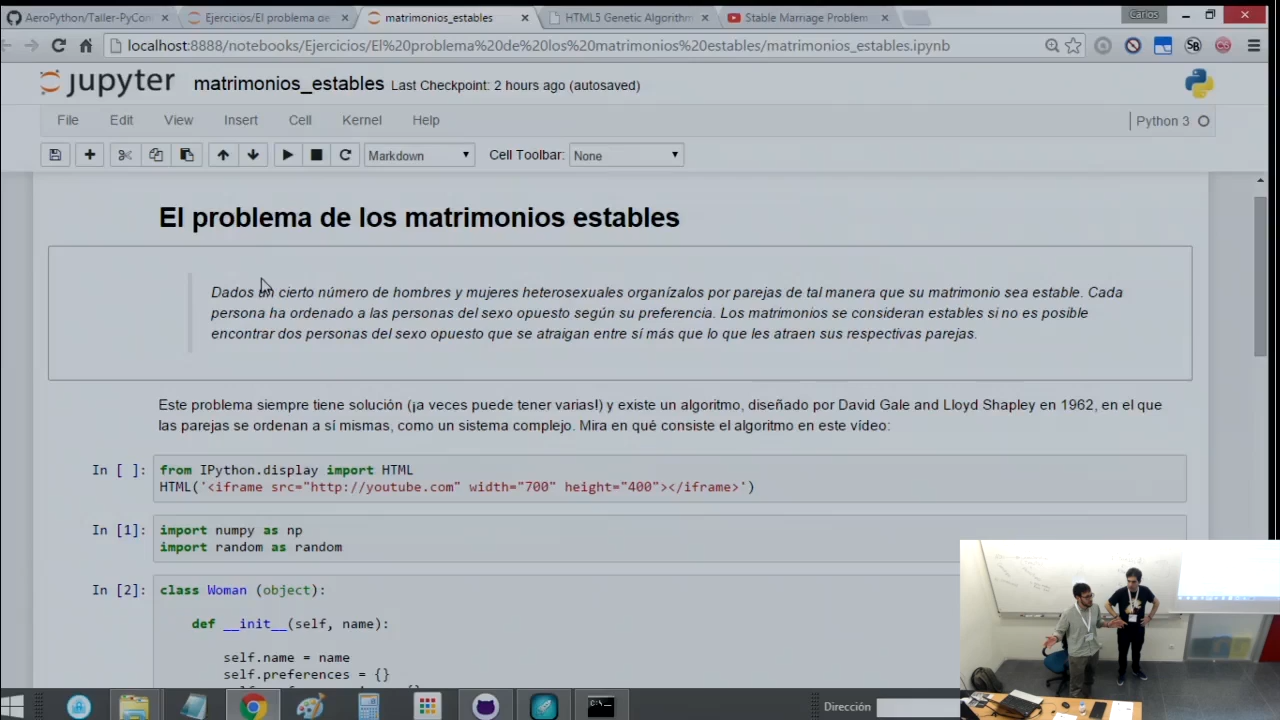 AeroPython/Taller-PyCon
Ejercicios/El problema de
matrimonios_estables
HTML5 Genetic Algorithm
Stable Marriage Problem
Carlos
localhost:8888/notebooks/Ejercicios/El%20problema%20de%20los%20matrimonios%20estables/matrimonios_estables.ipynb
jupyter
matrimonios_estables Last Checkpoint: 2 hours ago (autosaved)
File Edit View Insert Cell Kernel Help
Python 3
Markdown
Cell Toolbar: None
El problema de los matrimonios estables
Dados un cierto número de hombres y mujeres heterosexuales organízalos por parejas de tal manera que su matrimonio sea estable. Cada
persona ha ordenado a las personas del sexo opuesto según su preferencia. Los matrimonios se consideran estables si no es posible
encontrar dos personas del sexo opuesto que se atraigan entre sí más que lo que les atraen sus respectivas parejas.
Este problema siempre tiene solución (¡a veces puede tener varias!) y existe un algoritmo, diseñado por David Gale and Lloyd Shapley en 1962, en el que
las parejas se ordenan a sí mismas, como un sistema complejo. Mira en qué consiste el algoritmo en este vídeo:
In [ ]: from IPython.display import HTML
HTML('<iframe src="http://youtube.com" width="700" height="400"></iframe>')
In [1]: import numpy as np
import random as random
In [2]: class Woman (object):
def __init__(self, name):
self.name = name
self.preferences = {}
Dirección